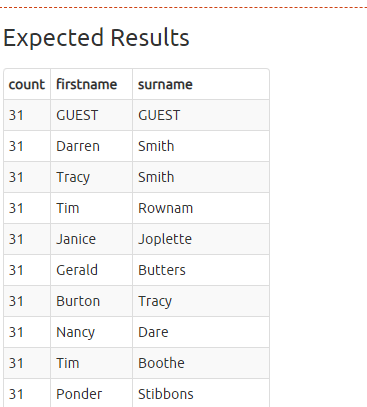 Expected Results
count firstname surname
31 GUEST GUEST
31 Darren Smith
31 Tracy Smith
31 Tim Rownam
31 Janice Joplette
31 Gerald Butters
31 Burton Tracy
31 Nancy Dare
31 Tim Boothe
31 Ponder Stibbons